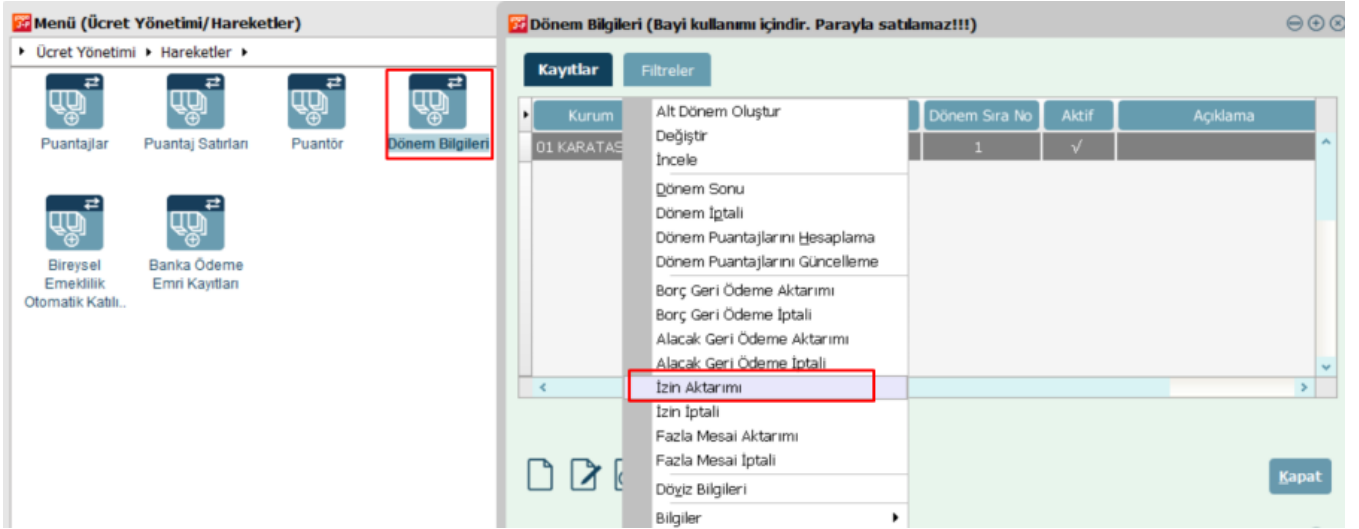 Menü (Ücret Yönetimi/Hareketler)
Ücret Yönetimi Hareketler
Puantajlar
Puantaj Satırları
Puantör
Dönem Bilgileri
Bireysel
Emeklilik
Otomatik Katılı..
Banka Ödeme
Emri Kayıtları
Dönem Bilgileri (Bayi kullanımı içindir. Parayla satılamaz!!!)
Kayıtlar Filtreler
Kurum Dönem Sıra No Aktif Açıklama
01 KARATAS 1 √
Alt Dönem Oluştur
Değiştir
İncele
Dönem Sonu
Dönem İptali
Dönem Puantajlarını Hesaplama
Dönem Puantajlarını Güncelleme
Borç Geri Ödeme Aktarımı
Borç Geri Ödeme İptali
Alacak Geri Ödeme Aktarımı
Alacak Geri Ödeme İptali
İzin Aktarımı
İzin İptali
Fazla Mesai Aktarımı
Fazla Mesai İptali
Döviz Bilgileri
Bilgiler
Kapat